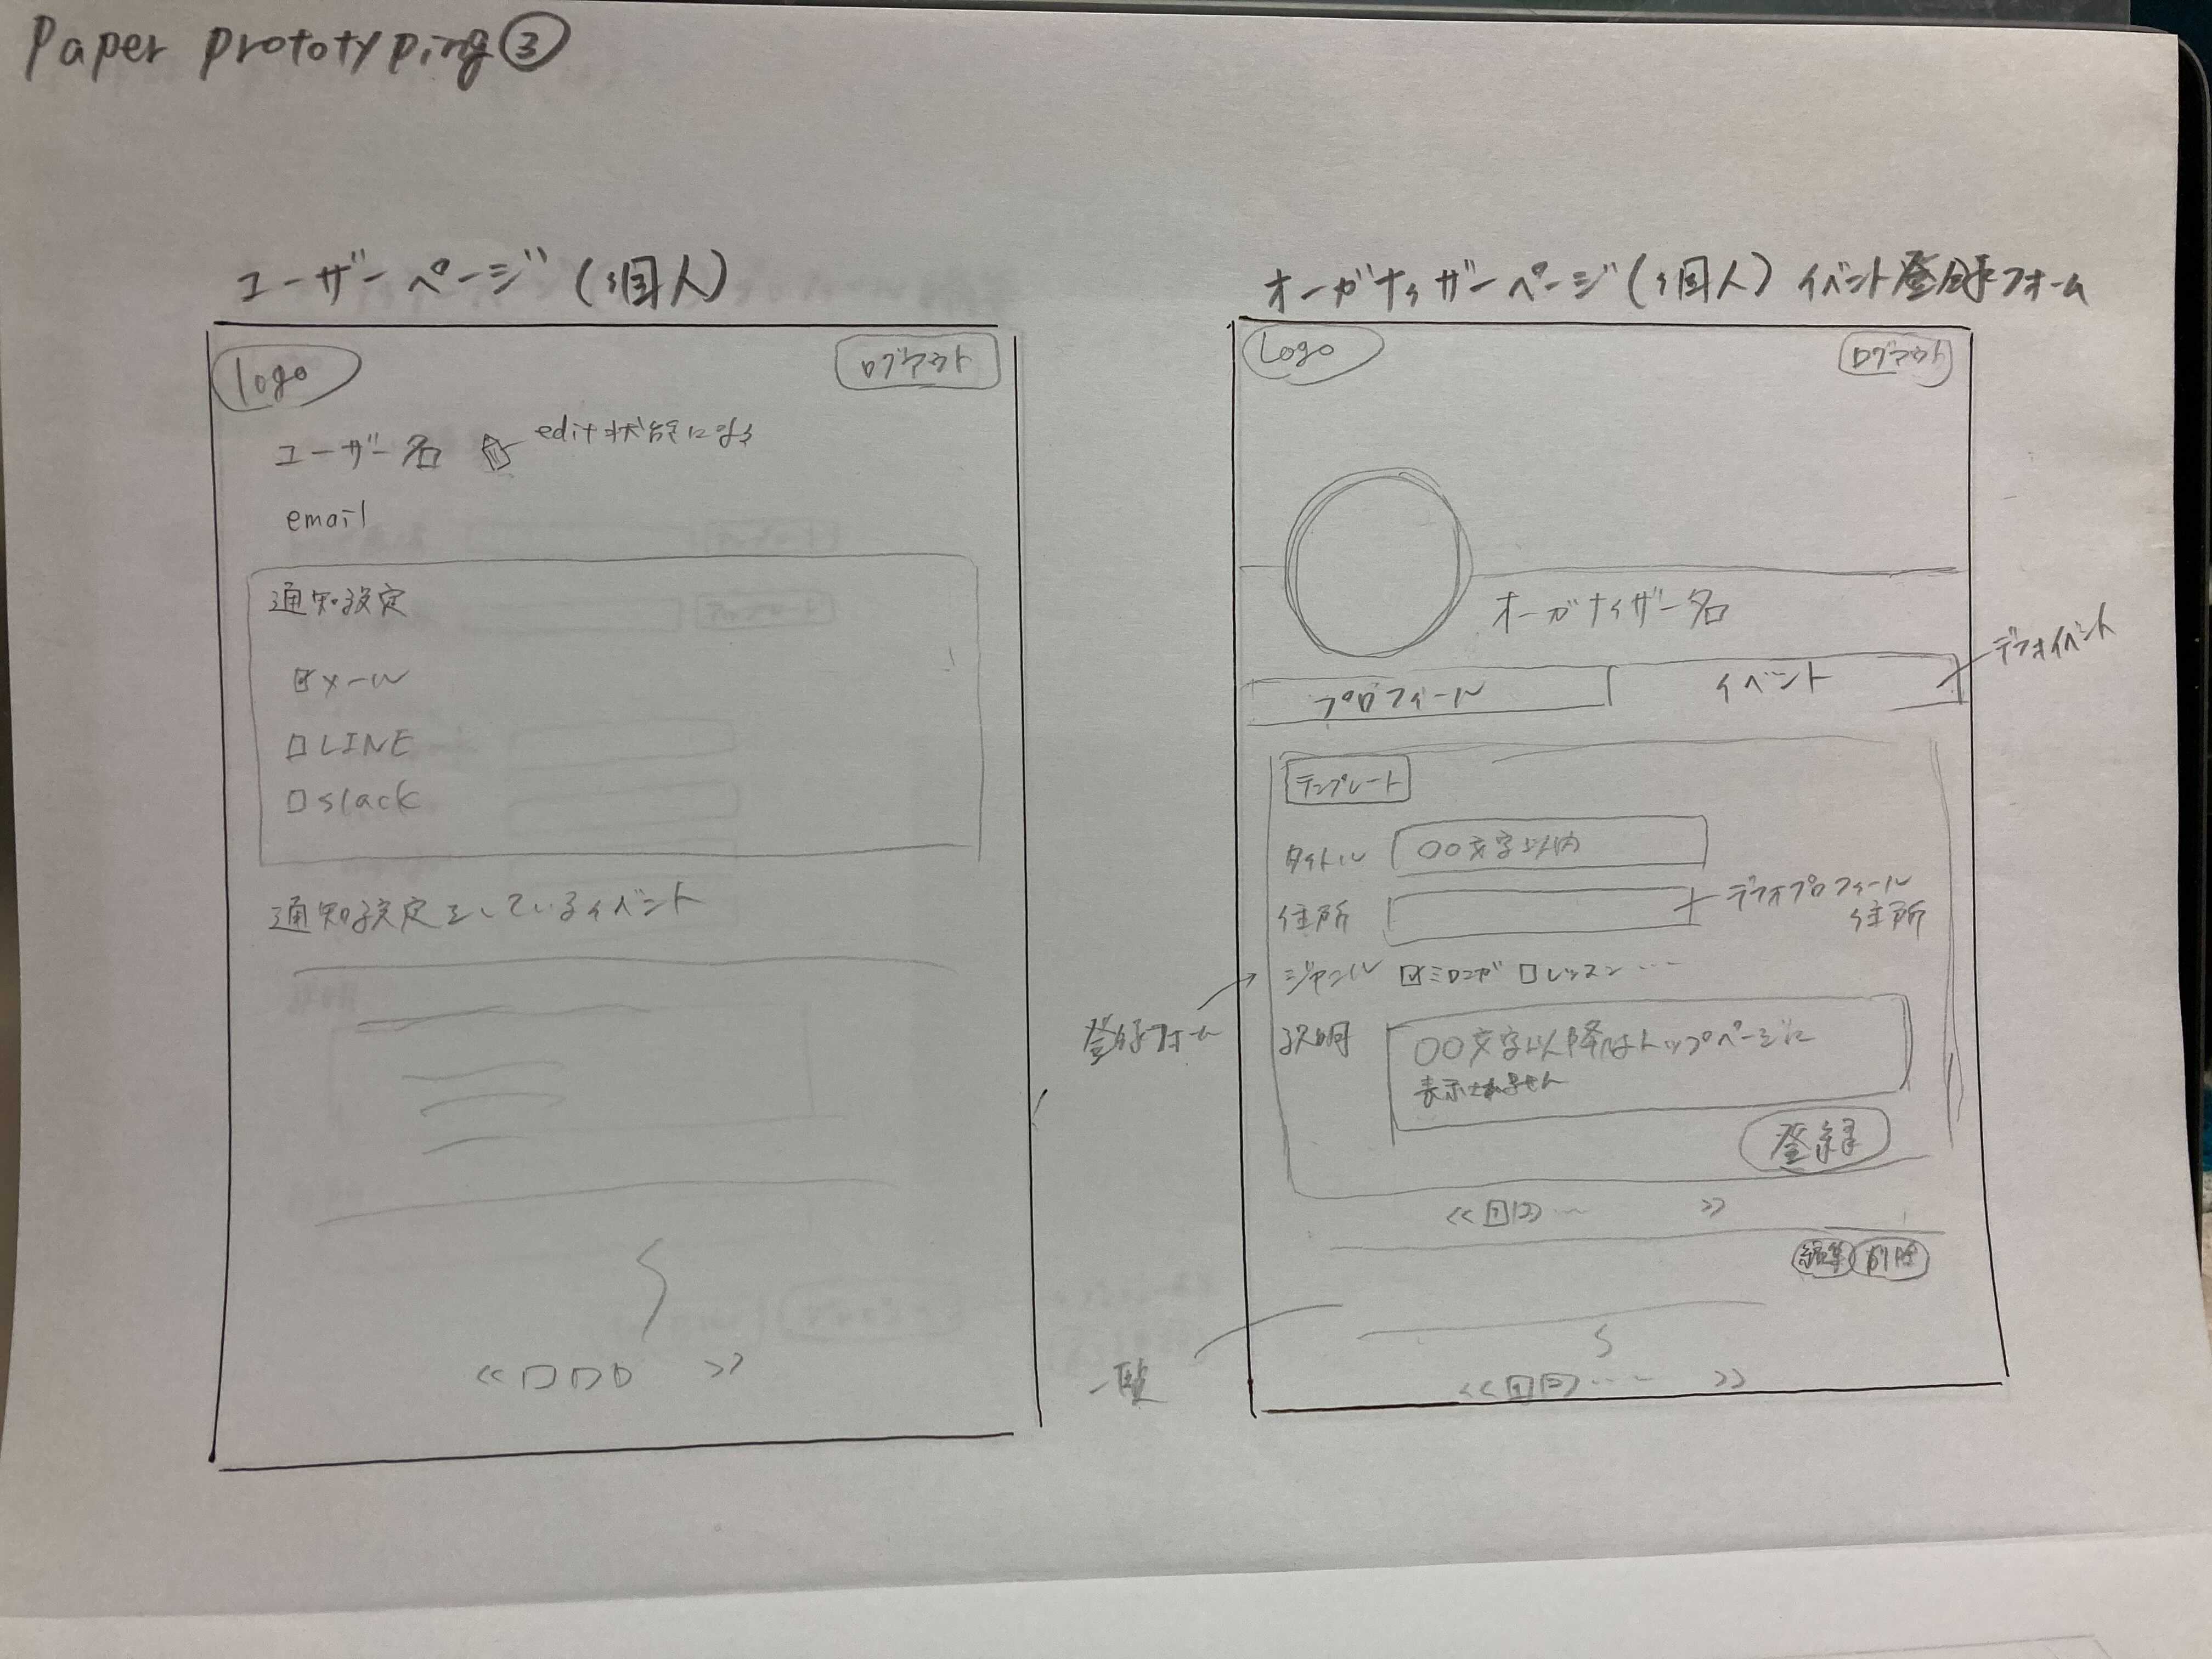 Paper prototyping③
ユーザーページ(個人)
logo
ログアウト
ユーザー名
edit状態になる
email
通知設定
メール
LINE
slack
通知設定をしているイベント
<< >>
オーガナイザーページ(個人)イベント登録フォーム
Logo
ログアウト
オーガナイザー名
プロフィール
イベント
デフォイベント
テンプレート
タイトル
〇〇文字以内
住所
デフォプロフィール
住所
ジャンル
ミロンガ
レッスン…
登録フォーム
説明
〇〇文字以降はトップページに
表示されません
登録
<< 1 2 … >>
編集
削除
一覧
<< 1 2 … >>